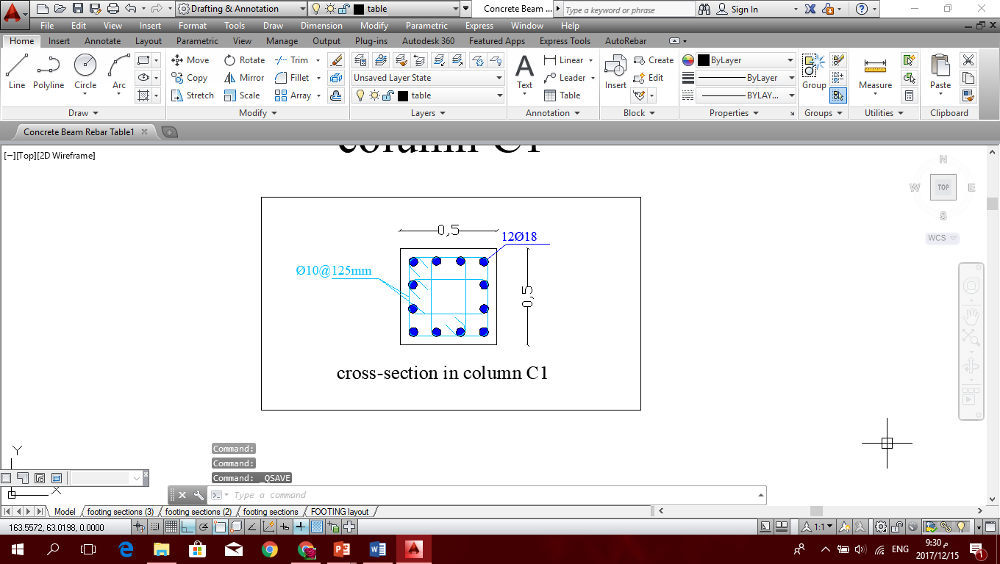 Drafting & Annotation
table
Concrete Beam ...
Type a keyword or phrase
Sign In
File Edit View Insert Format Tools Draw Dimension Modify Parametric Express Window Help
Home Insert Annotate Layout Parametric View Manage Output Plug-ins Autodesk 360 Featured Apps Express Tools AutoRebar
Line Polyline Circle Arc
Move Rotate Trim
Copy Mirror Fillet
Stretch Scale Array
Unsaved Layer State
table
Text
Linear
Leader
Table
Insert
Create
Edit
ByLayer
ByLayer
BYLAY...
Group
Measure
Paste
Draw Modify Layers Annotation Block Properties Groups Utilities Clipboard
Concrete Beam Rebar Table1
[−][Top][2D Wireframe]
column C1
N
W TOP E
S
WCS
0,5
12Ø18
Ø10@125mm
0,5
cross-section in column C1
Y
X
Command:
Command:
Command: _QSAVE
Type a command
Model footing sections (3) footing sections (2) footing sections FOOTING layout
163.5572, 63.0198, 0.0000
1:1
ENG
9:30 م
2017/12/15
1